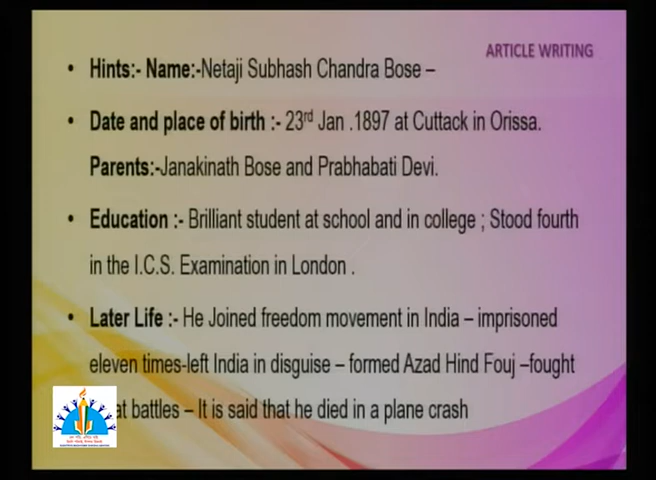 ARTICLE WRITING
• Hints:- Name:-Netaji Subhash Chandra Bose –
• Date and place of birth :- 23rd Jan .1897 at Cuttack in Orissa.
Parents:-Janakinath Bose and Prabhabati Devi.
• Education :- Brilliant student at school and in college ; Stood fourth
in the I.C.S. Examination in London .
• Later Life :- He Joined freedom movement in India – imprisoned
eleven times-left India in disguise – formed Azad Hind Fouj –fought
battles – It is said that he died in a plane crash